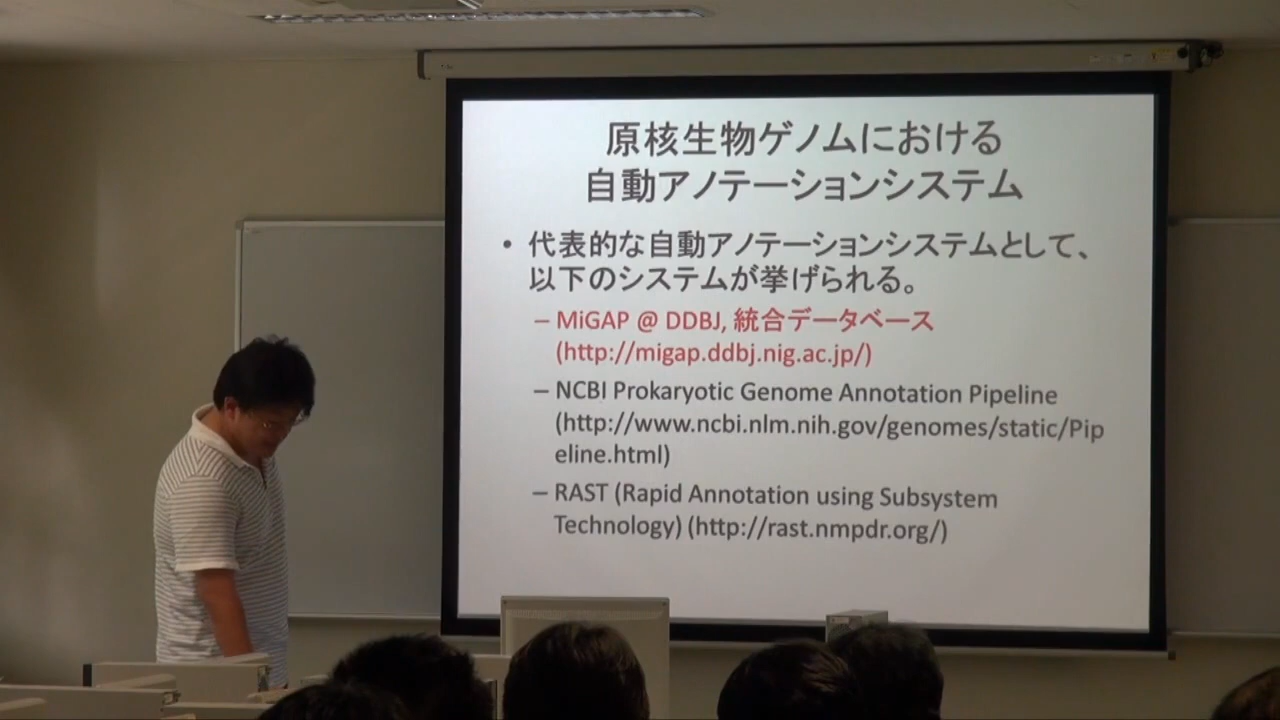 原核生物ゲノムにおける
自動アノテーションシステム
• 代表的な自動アノテーションシステムとして、
以下のシステムが挙げられる。
– MiGAP @ DDBJ, 統合データベース
(http://migap.ddbj.nig.ac.jp/)
– NCBI Prokaryotic Genome Annotation Pipeline
(http://www.ncbi.nlm.nih.gov/genomes/static/Pip
eline.html)
– RAST (Rapid Annotation using Subsystem
Technology) (http://rast.nmpdr.org/)